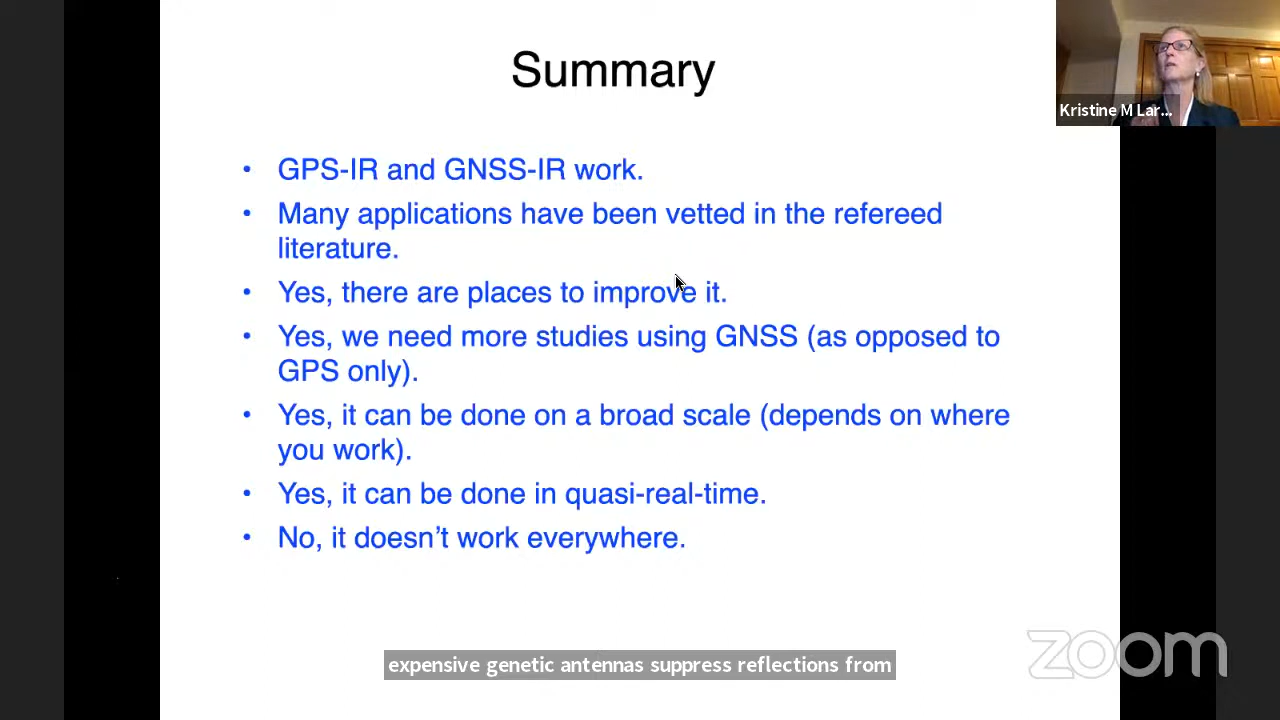 Summary
• GPS-IR and GNSS-IR work.
• Many applications have been vetted in the refereed
literature.
• Yes, there are places to improve it.
• Yes, we need more studies using GNSS (as opposed to
GPS only).
• Yes, it can be done on a broad scale (depends on where
you work).
• Yes, it can be done in quasi-real-time.
• No, it doesn’t work everywhere.
Kristine M Lar...
expensive genetic antennas suppress reflections from
zoom